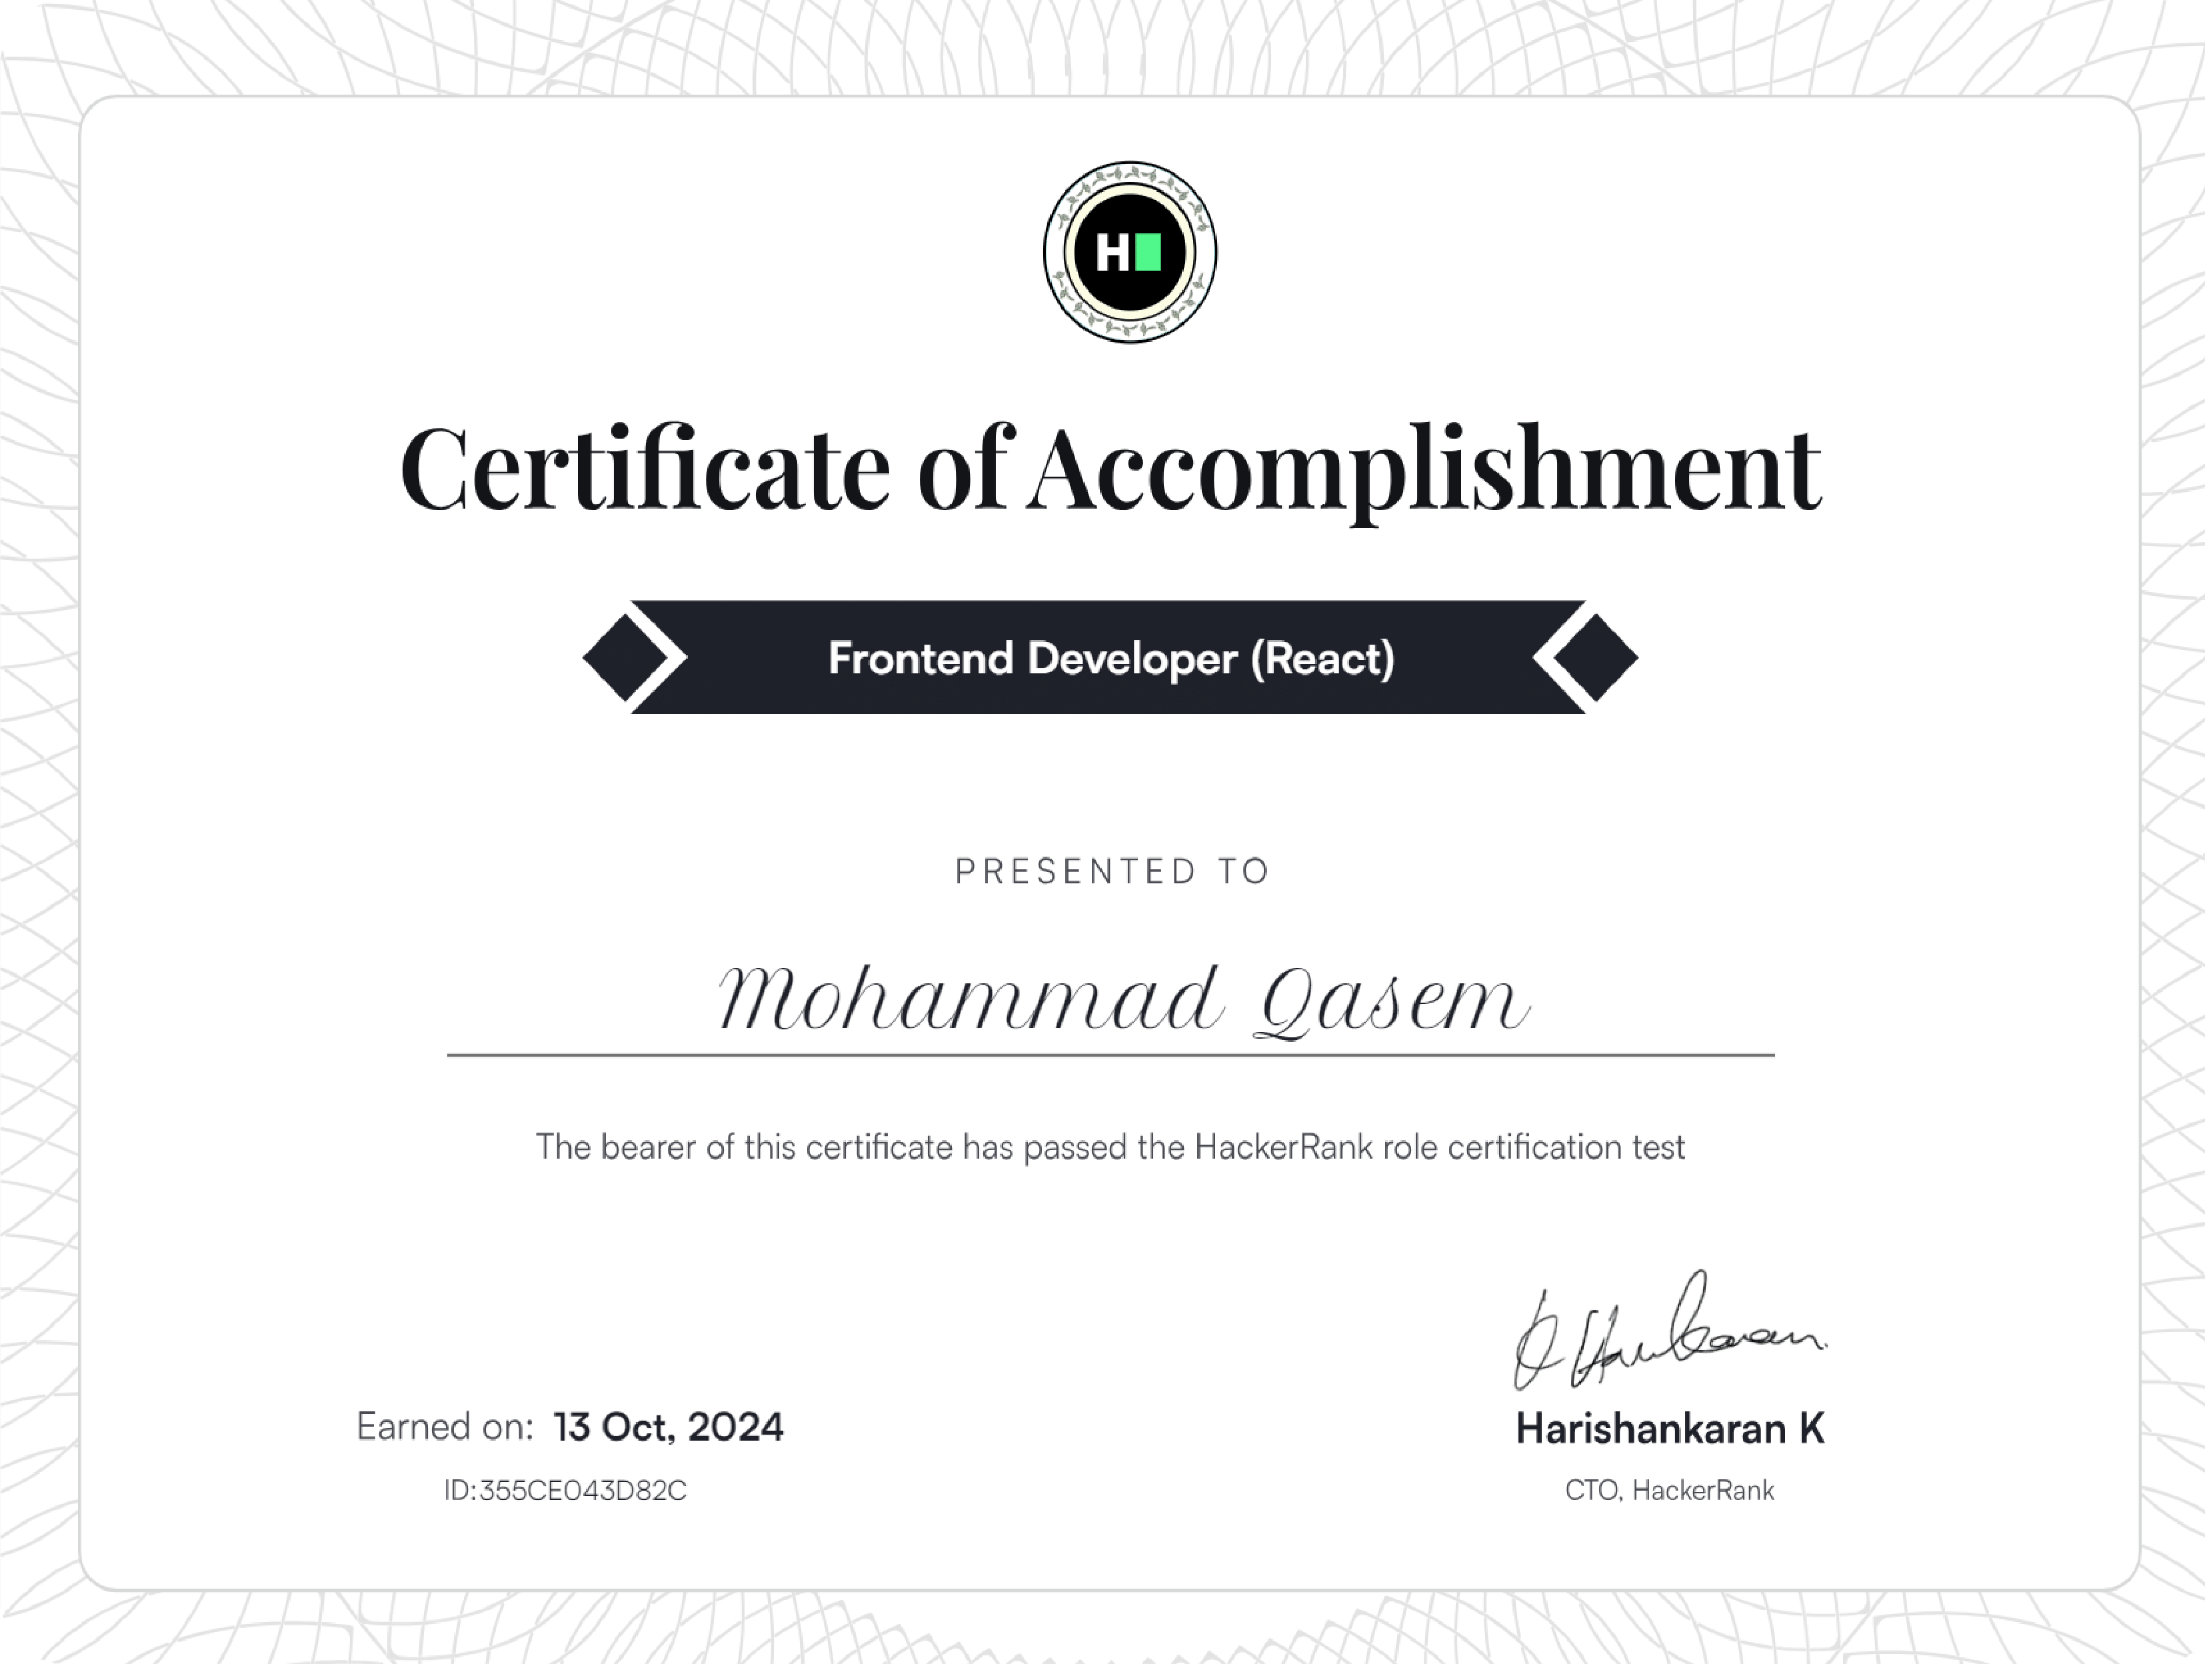 H
Certificate of Accomplishment
Frontend Developer (React)
PRESENTED TO
Mohammad Qasem
The bearer of this certificate has passed the HackerRank role certification test
Earned on: 13 Oct, 2024
ID:355CE043D82C
Harishankaran K
CTO, HackerRank